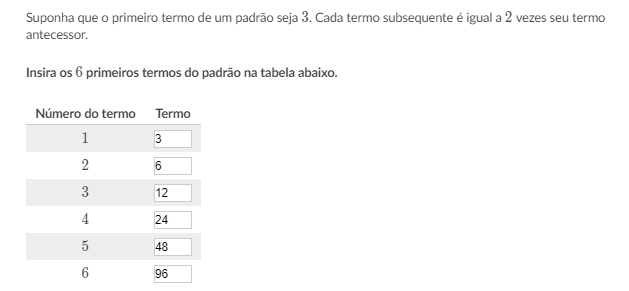 Suponha que o primeiro termo de um padrão seja 3. Cada termo subsequente é igual a 2 vezes seu termo
antecessor.
Insira os 6 primeiros termos do padrão na tabela abaixo.
Número do termo Termo
1 3
2 6
3 12
4 24
5 48
6 96